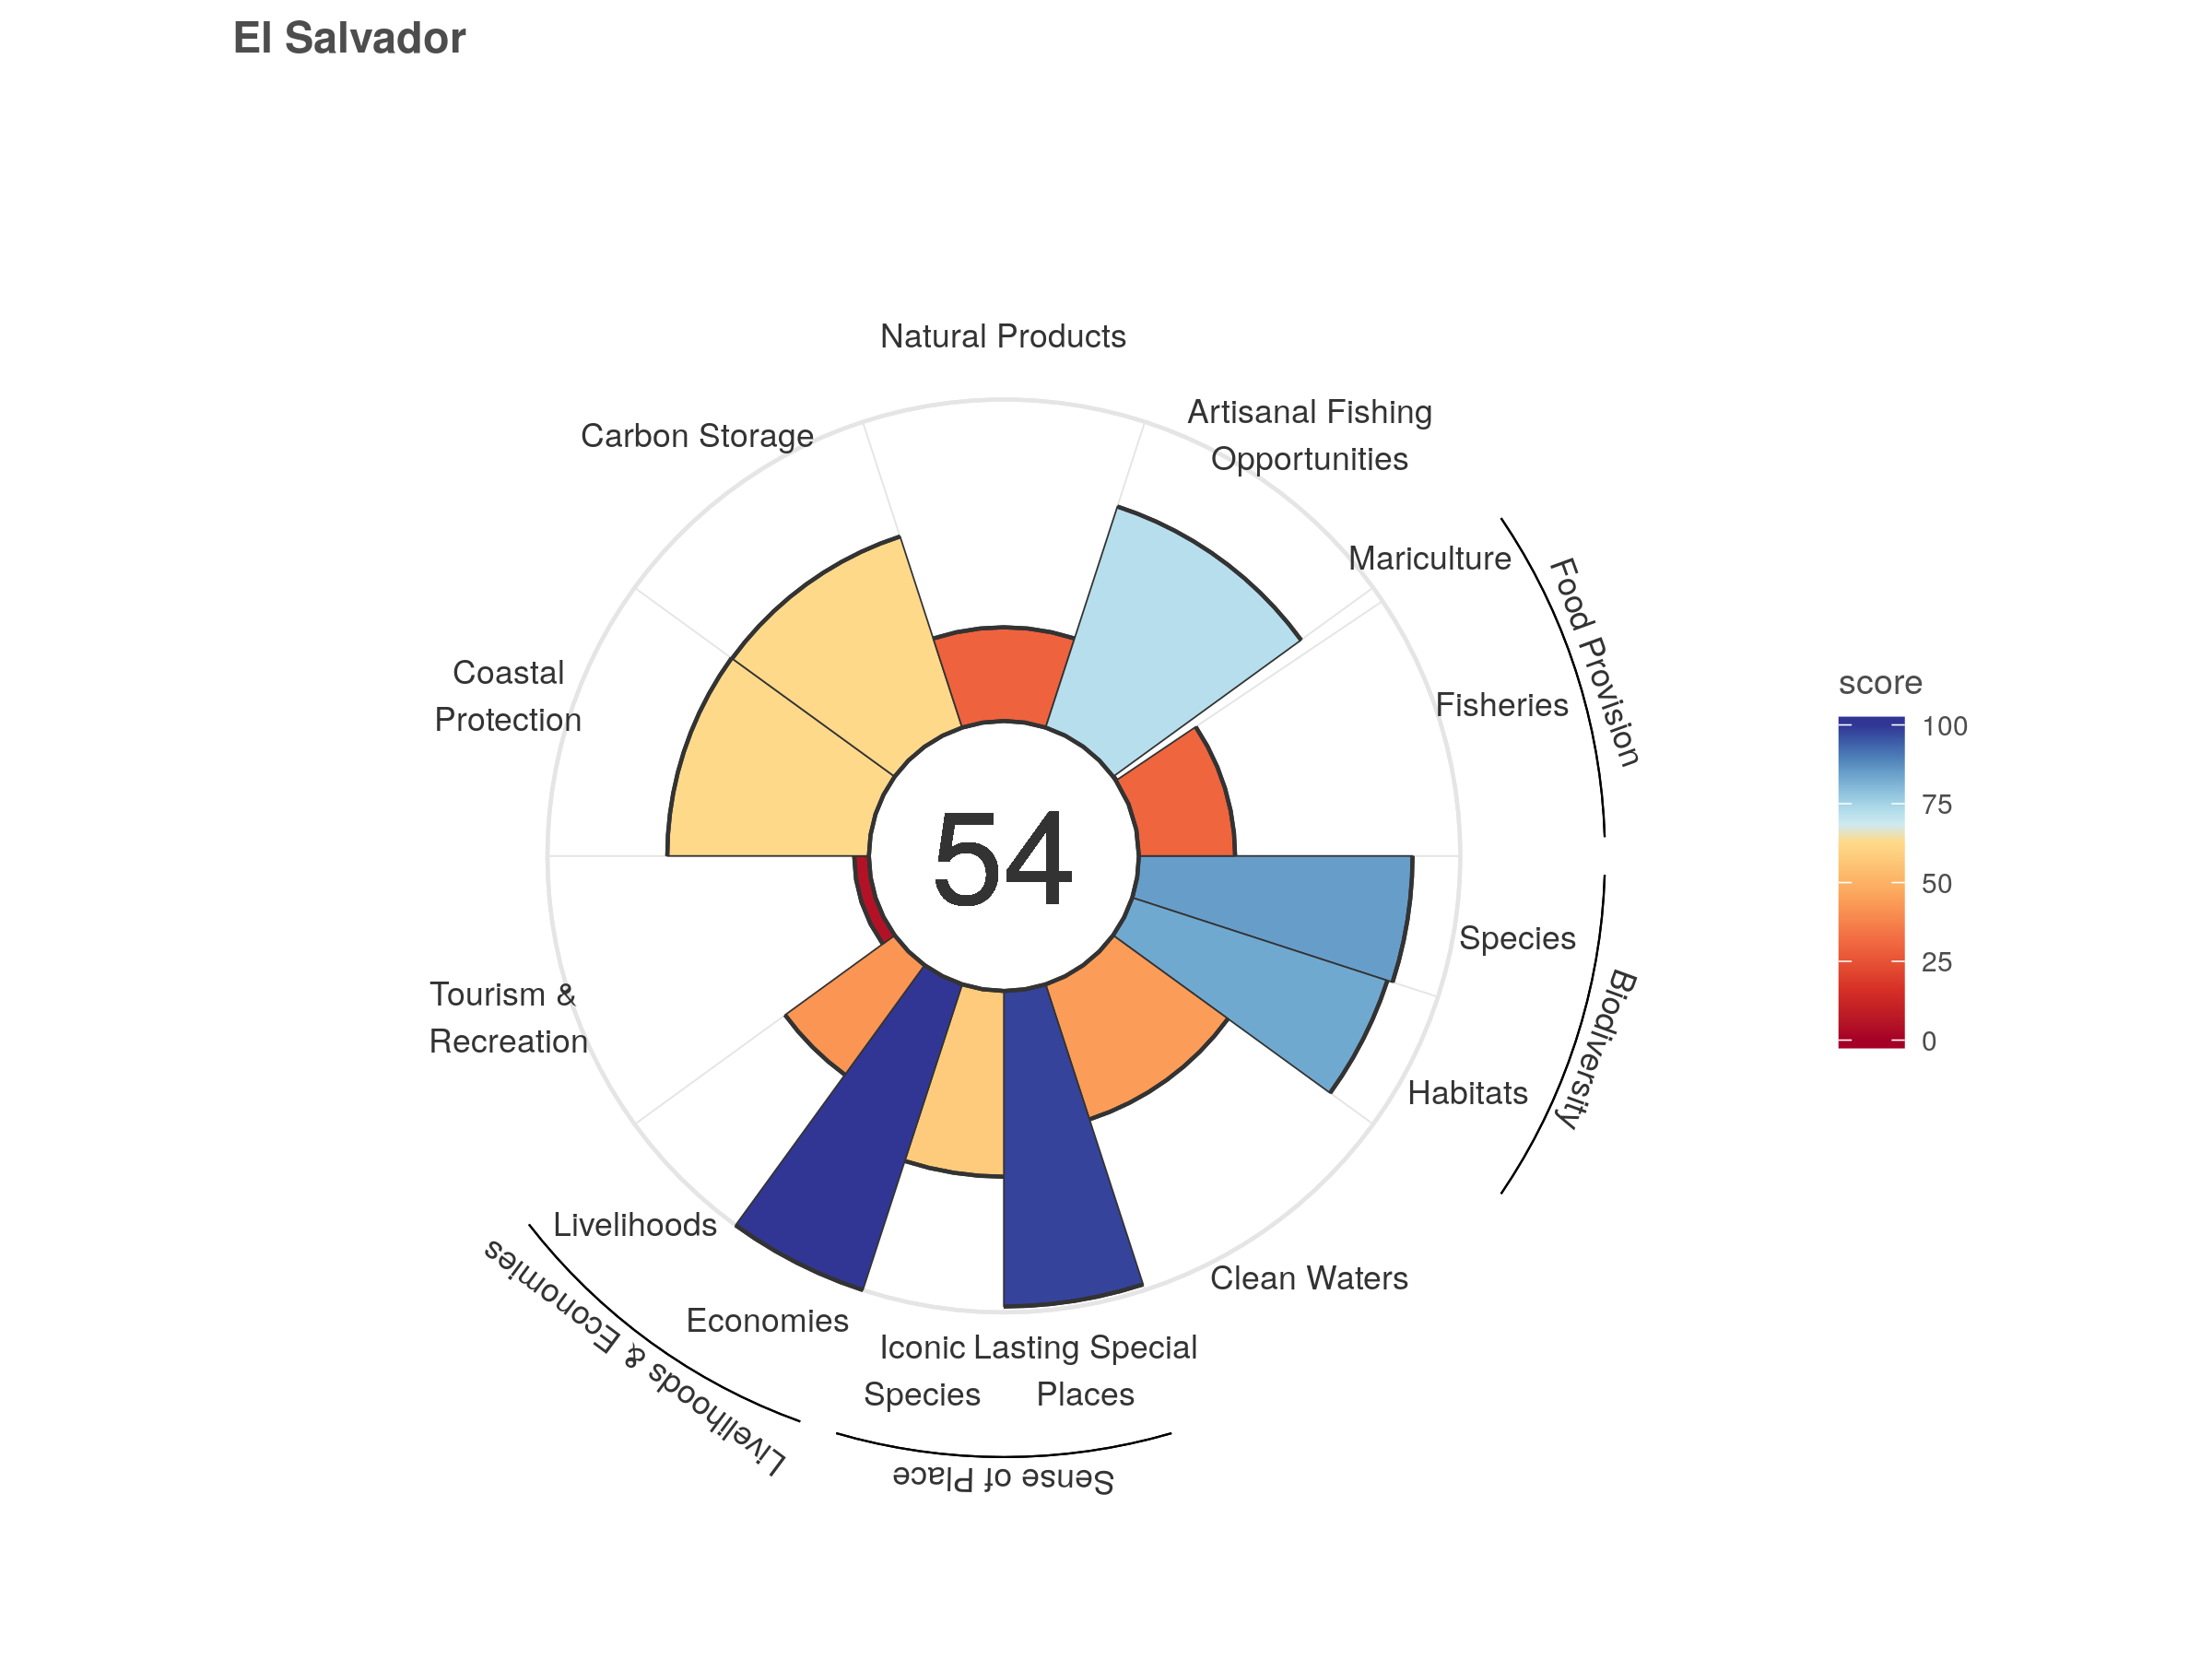 El Salvador
Natural Products
Artisanal Fishing
Opportunities
Carbon Storage
Mariculture
Food Provision
Fisheries
Coastal
Protection
score
100
75
50
25
0
54
Species
Biodiversity
Habitats
Tourism &
Recreation
Livelihoods
Livelihoods & Economies
Economies
Clean Waters
Iconic
Species
Lasting Special
Places
Sense of Place